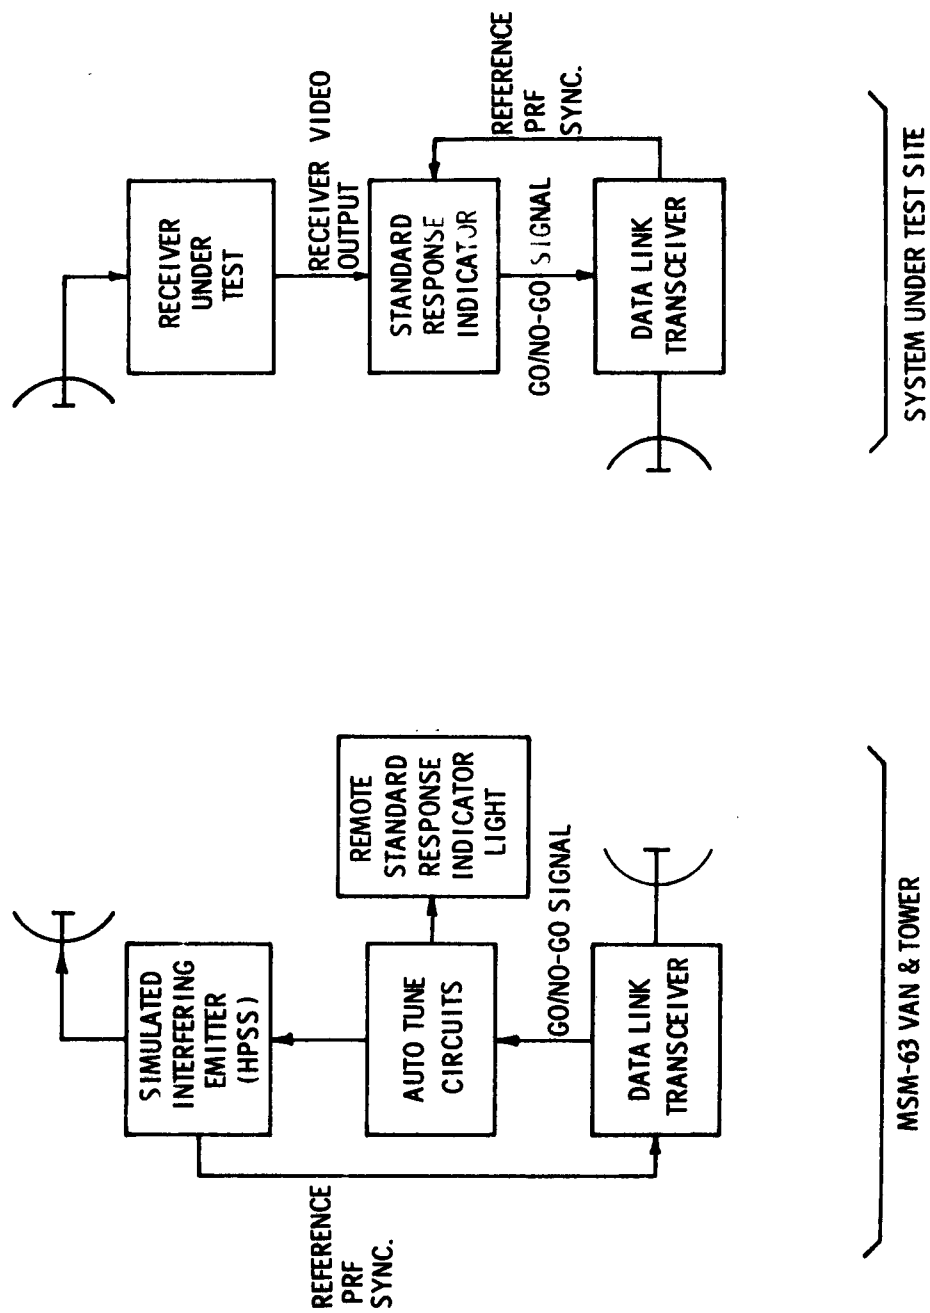 SIMULATED
INTERFERING
EMITTER
(HPSS)
REFERENCE
PRF
SYNC.
AUTO TUNE
CIRCUITS
REMOTE
STANDARD
RESPONSE
INDICATOR
LIGHT
GO/NO-GO SIGNAL
DATA LINK
TRANSCEIVER
MSM-63 VAN & TOWER
RECEIVER
UNDER
TEST
RECEIVER VIDEO
OUTPUT
STANDARD
RESPONSE
INDICATOR
REFERENCE
PRF
SYNC.
GO/NO-GO SIGNAL
DATA LINK
TRANSCEIVER
SYSTEM UNDER TEST SITE